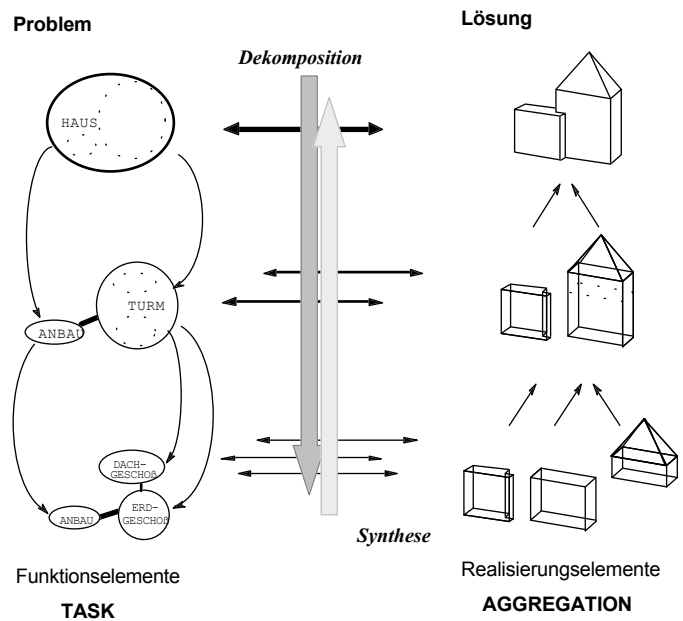 Problem
Lösung
Dekomposition
HAUS
TURM
ANBAU
DACH-
GESCHOß
ERD-
GESCHOß
ANBAU
Synthese
Funktionselemente
Realisierungselemente
TASK
AGGREGATION